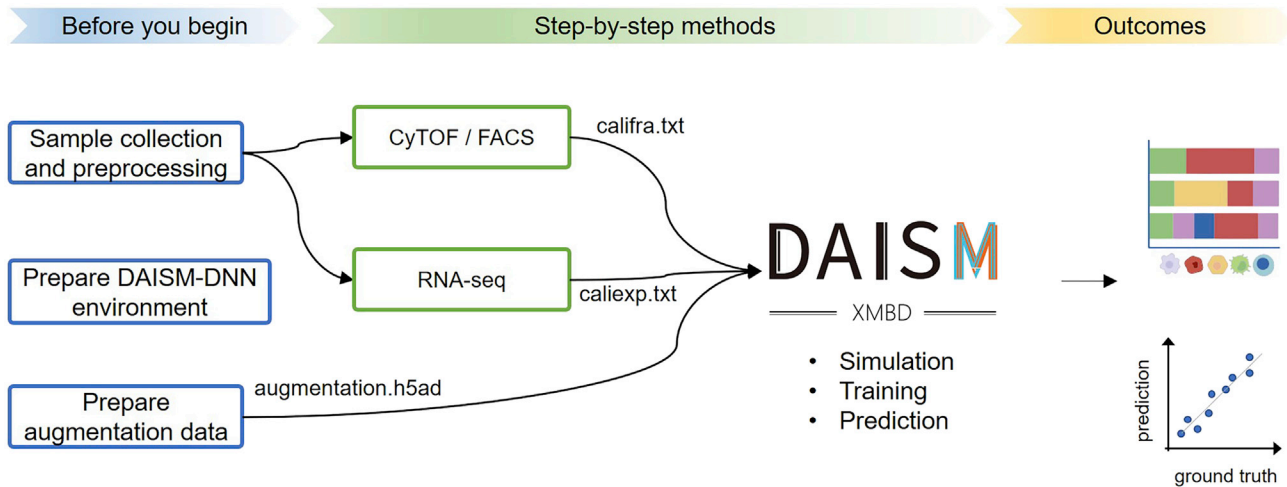 Before you begin
Step-by-step methods
Outcomes
Sample collection
and preprocessing
CyTOF / FACS
califra.txt
Prepare DAISM-DNN
environment
RNA-seq
caliexp.txt
Prepare
augmentation data
augmentation.h5ad
DAISM
XMBD
• Simulation
• Training
• Prediction
prediction
ground truth